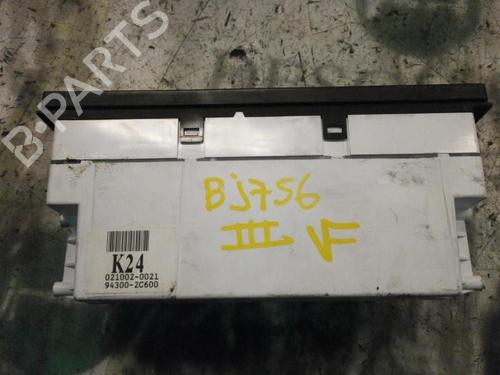 B-PARTS
BJ756
III VF
K24
021002-0021
94300-2C600